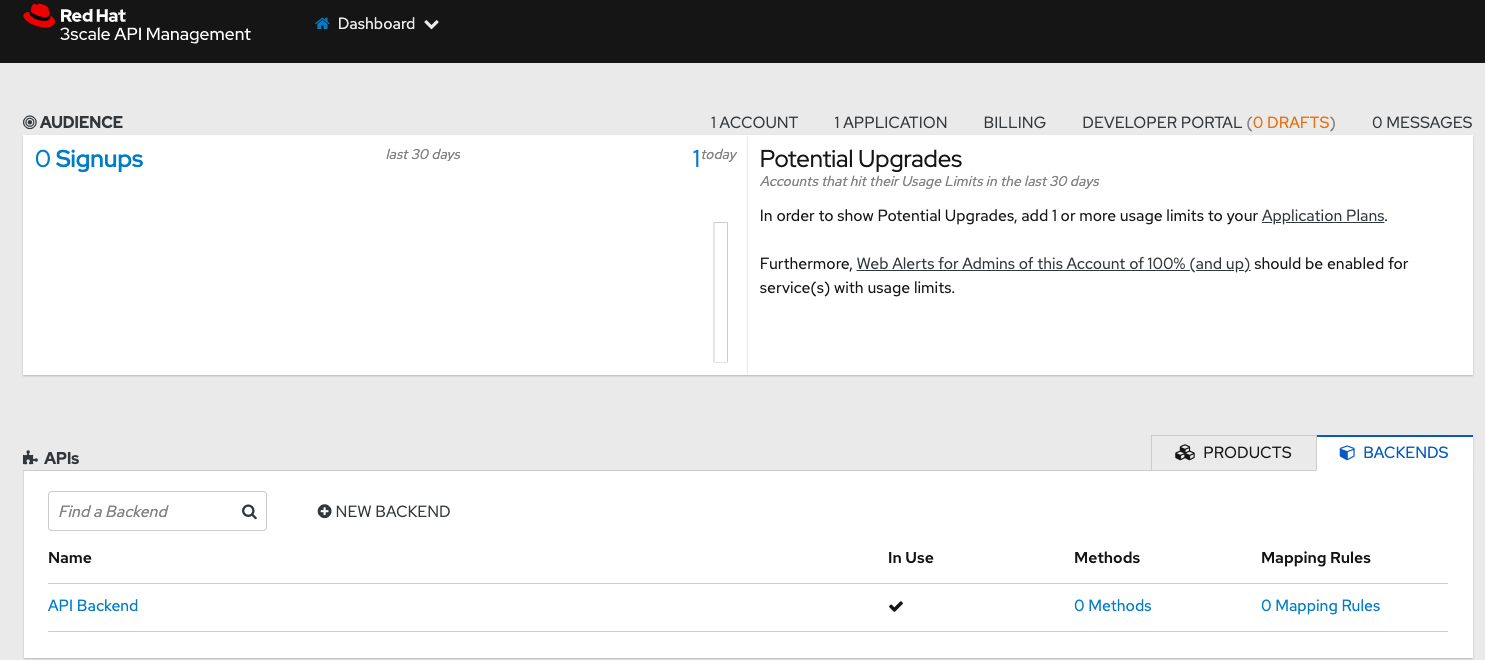 Red Hat
3scale API Management
Dashboard
AUDIENCE
1 ACCOUNT
1 APPLICATION
BILLING
DEVELOPER PORTAL (0 DRAFTS)
0 MESSAGES
0 Signups
last 30 days
1 today
Potential Upgrades
Accounts that hit their Usage Limits in the last 30 days
In order to show Potential Upgrades, add 1 or more usage limits to your Application Plans.
Furthermore, Web Alerts for Admins of this Account of 100% (and up) should be enabled for
service(s) with usage limits.
APIs
PRODUCTS
BACKENDS
Find a Backend
NEW BACKEND
Name
In Use
Methods
Mapping Rules
API Backend
0 Methods
0 Mapping Rules